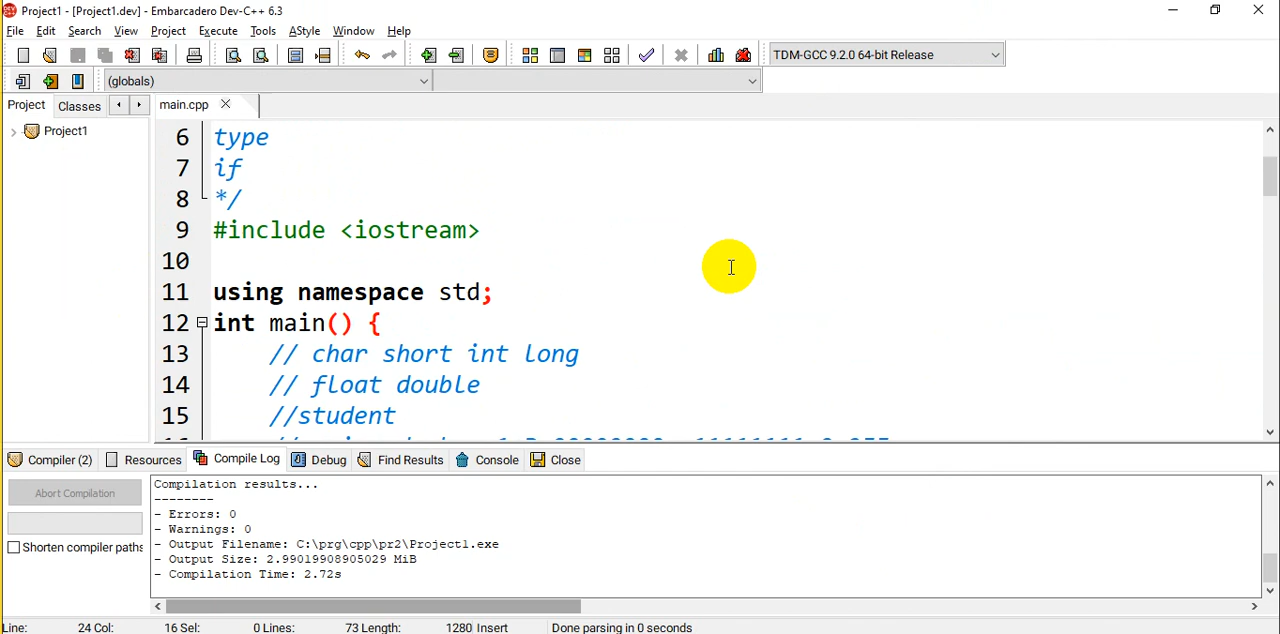 Project1 - [Project1.dev] - Embarcadero Dev-C++ 6.3
File Edit Search View Project Execute Tools AStyle Window Help
TDM-GCC 9.2.0 64-bit Release
(globals)
Project Classes main.cpp
Project1
6 type
7 if
8 */
9 #include <iostream>
10
11 using namespace std;
12 int main() {
13 // char short int long
14 // float double
15 //student
Compiler (2) Resources Compile Log Debug Find Results Console Close
Abort Compilation
Shorten compiler paths
Compilation results...
--------
- Errors: 0
- Warnings: 0
- Output Filename: C:\prg\cpp\pr2\Project1.exe
- Output Size: 2.99019908905029 MiB
- Compilation Time: 2.72s
Line: 24 Col: 16 Sel: 0 Lines: 73 Length: 1280 Insert Done parsing in 0 seconds